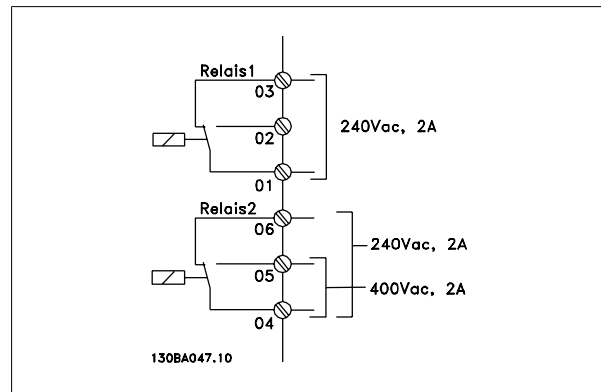 Relais1
03
02
240Vac, 2A
01
Relais2
06
240Vac, 2A
05
400Vac, 2A
04
130BA047.10